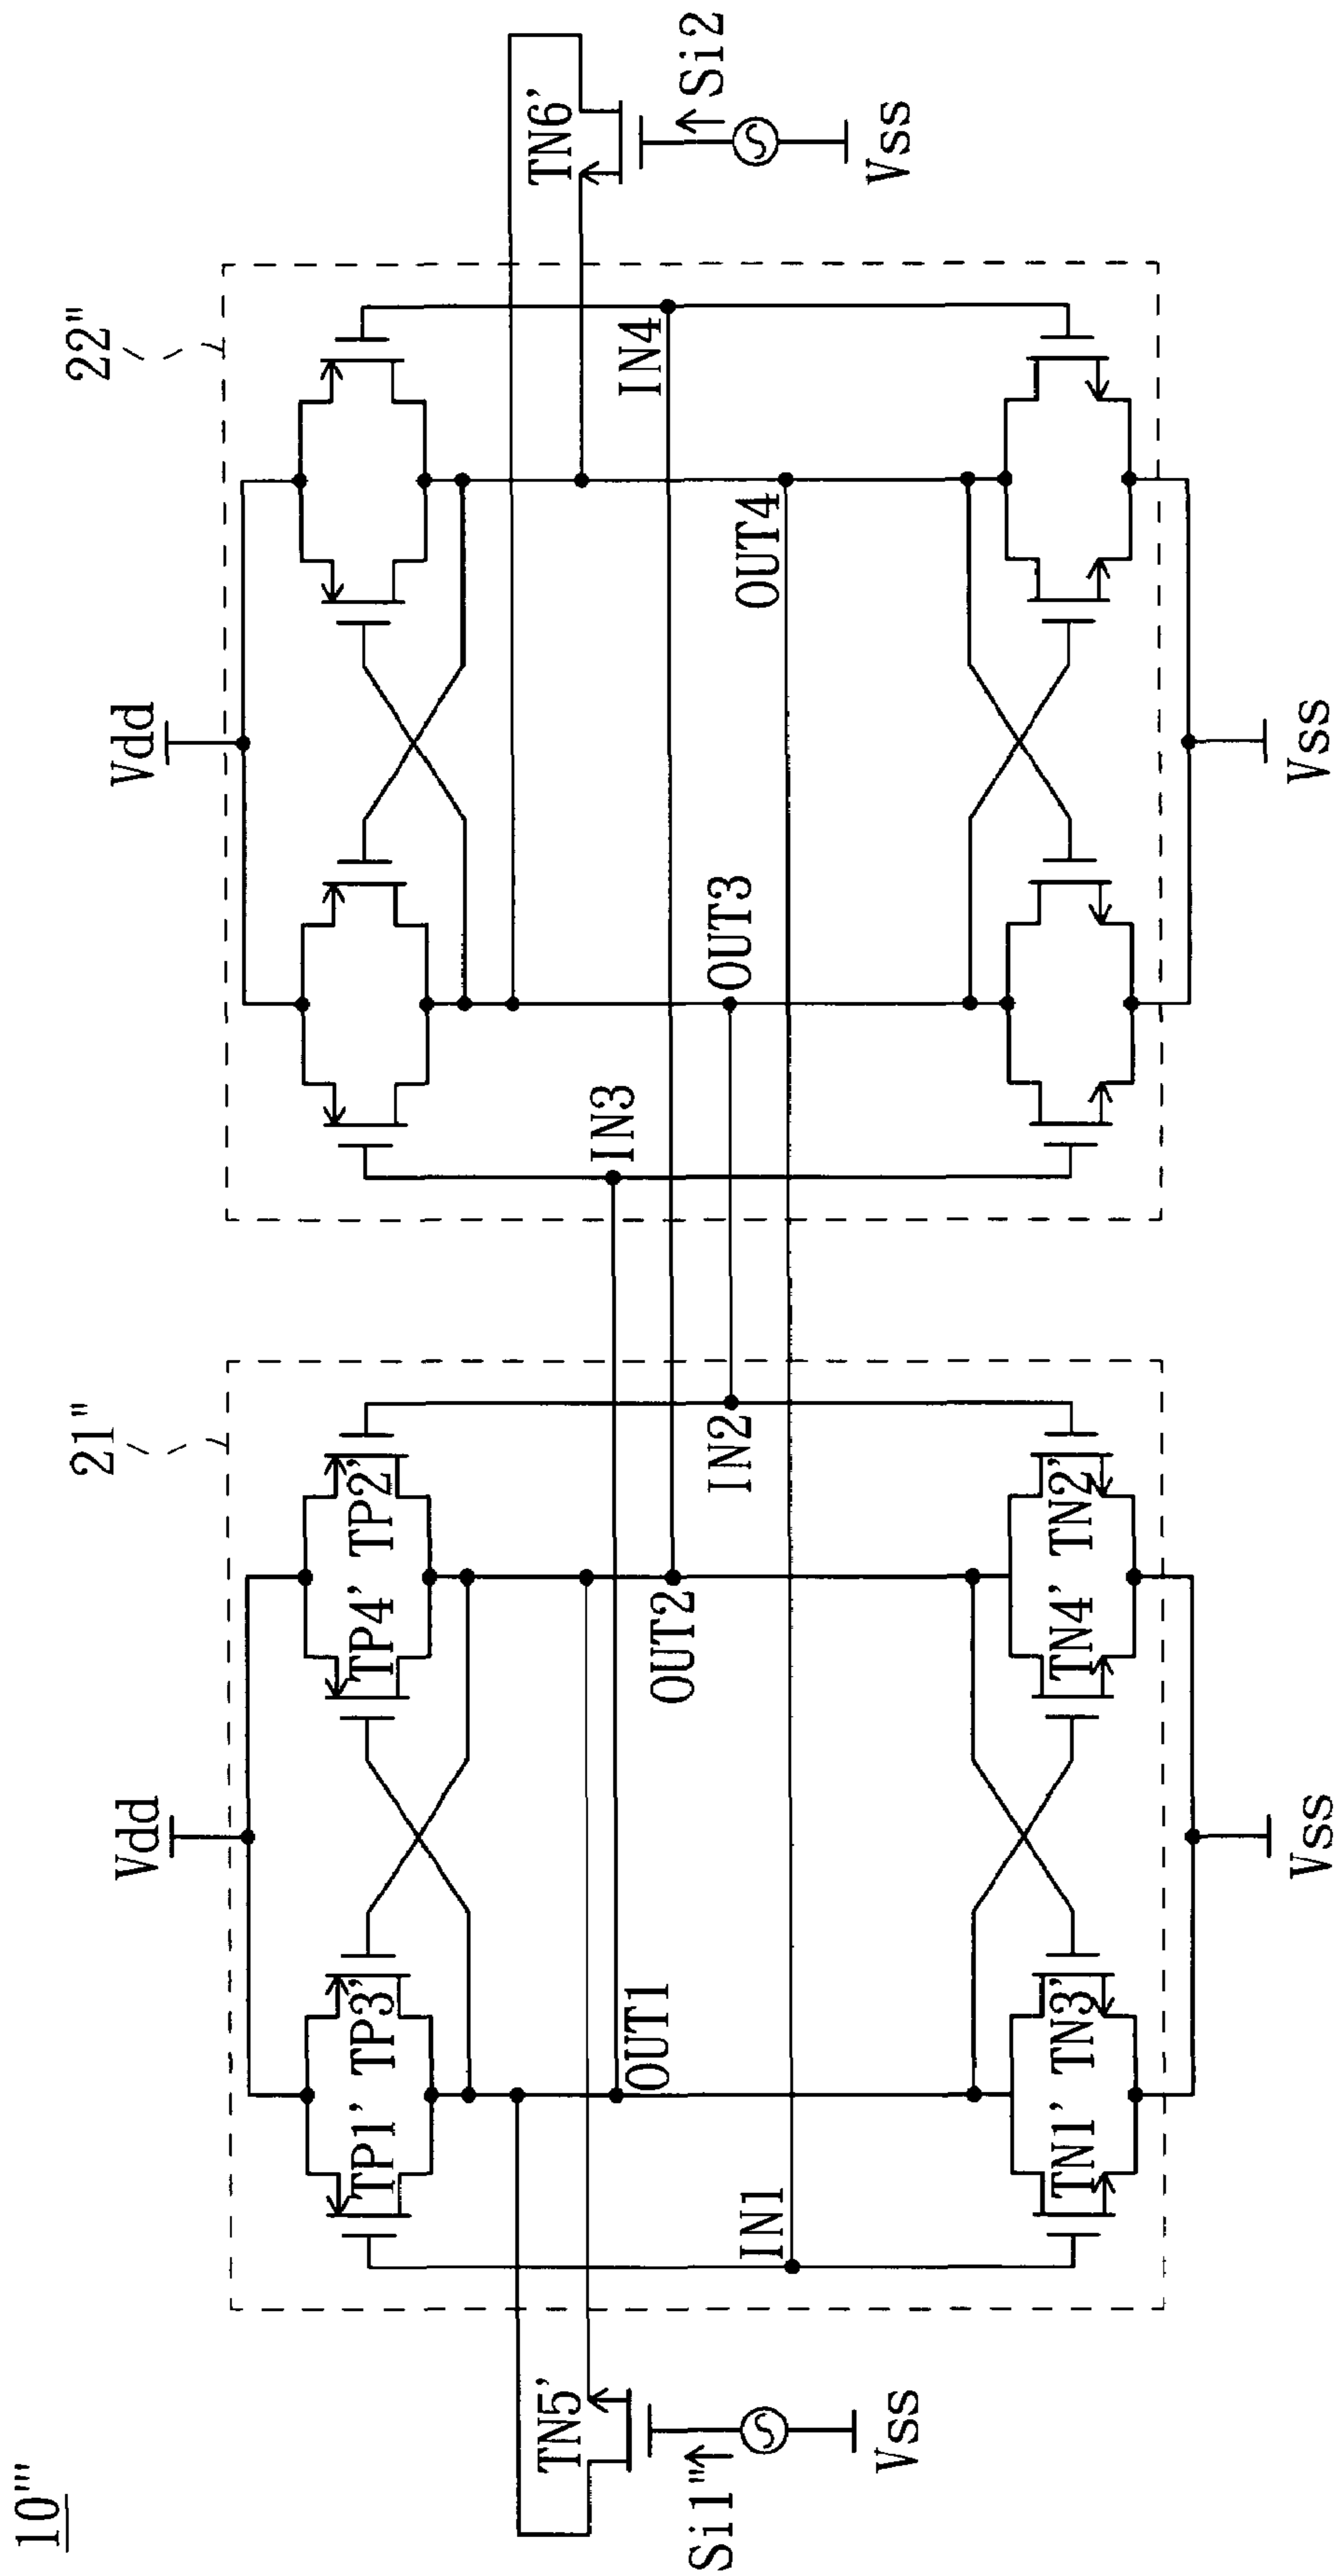 10'''
21"
22"
Vdd
Vdd
TP1' TP3'
TP4' TP2'
TN5'
TN6'
Si1"
Si2
Vss
Vss
OUT1
IN3
OUT2
IN4
IN1
IN2
OUT3
OUT4
TN1' TN3'
TN4' TN2'
Vss
Vss